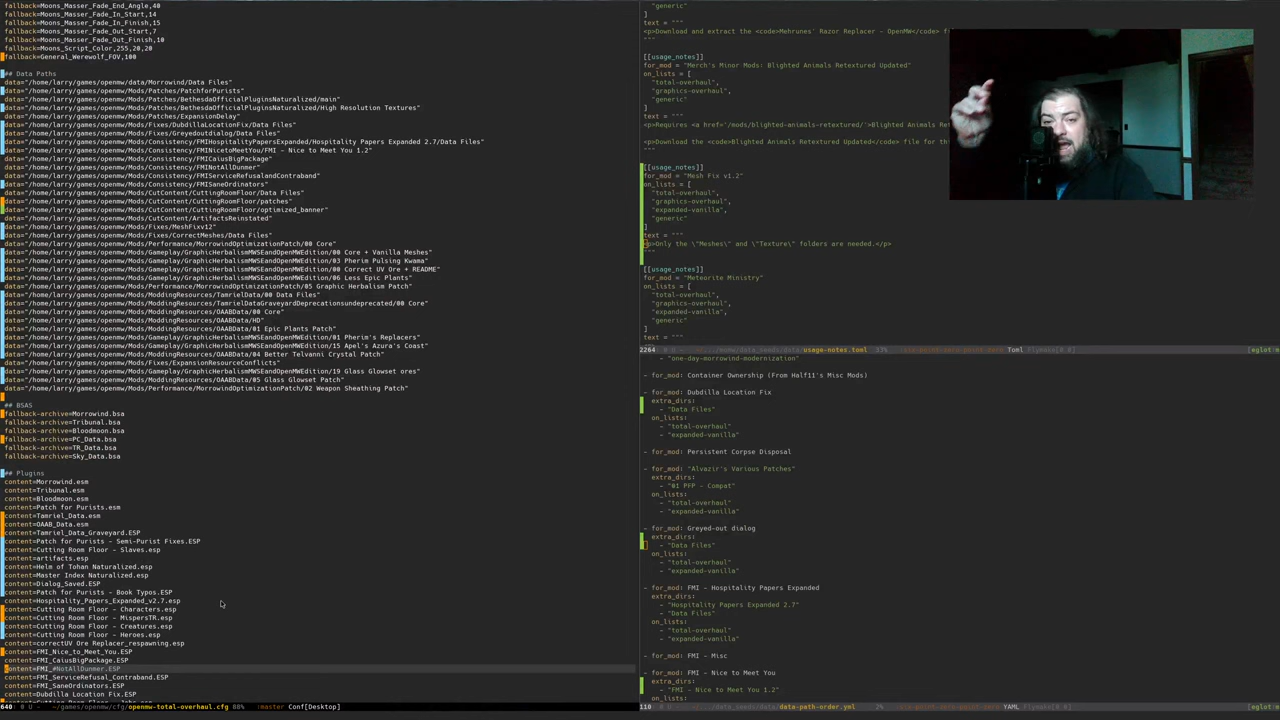 fallback=Moons_Masser_Fade_End_Angle,40
fallback=Moons_Masser_Fade_In_Start,14
fallback=Moons_Masser_Fade_In_Finish,15
fallback=Moons_Masser_Fade_Out_Start,7
fallback=Moons_Masser_Fade_Out_Finish,10
fallback=Moons_Script_Color,255,20,20
fallback=General_Werewolf_FOV,100
## Data Paths
data="/home/larry/games/openmw/data/Morrowind/Data Files"
data="/home/larry/games/openmw/Mods/Patches/PatchforPurists"
data="/home/larry/games/openmw/Mods/Patches/BethesdaOfficialPluginsNaturalized/main"
data="/home/larry/games/openmw/Mods/Patches/BethesdaOfficialPluginsNaturalized/High Resolution Textures"
data="/home/larry/games/openmw/Mods/Patches/ExpansionDelay"
data="/home/larry/games/openmw/Mods/Fixes/DubdillaLocationFix/Data Files"
data="/home/larry/games/openmw/Mods/Fixes/Greyedoutdialog/Data Files"
data="/home/larry/games/openmw/Mods/Consistency/FMIHospitalityPapersExpanded/Hospitality Papers Expanded 2.7/Data Files"
data="/home/larry/games/openmw/Mods/Consistency/FMINicetoMeetYou/FMI - Nice to Meet You 1.2"
data="/home/larry/games/openmw/Mods/Consistency/FMICaiusBigPackage"
data="/home/larry/games/openmw/Mods/Consistency/FMINotAllDunmer"
data="/home/larry/games/openmw/Mods/Consistency/FMIServiceRefusalandContraband"
data="/home/larry/games/openmw/Mods/Consistency/FMISaneOrdinators"
data="/home/larry/games/openmw/Mods/CutContent/CuttingRoomFloor/Data Files"
data="/home/larry/games/openmw/Mods/CutContent/CuttingRoomFloor/patches"
data="/home/larry/games/openmw/Mods/CutContent/CuttingRoomFloor/optimized_banner"
data="/home/larry/games/openmw/Mods/CutContent/ArtifactsReinstated"
data="/home/larry/games/openmw/Mods/Fixes/MeshFixv12"
data="/home/larry/games/openmw/Mods/Fixes/CorrectMeshes/Data Files"
data="/home/larry/games/openmw/Mods/Performance/MorrowindOptimizationPatch/00 Core"
data="/home/larry/games/openmw/Mods/Gameplay/GraphicHerbalismMWSEandOpenMWEdition/00 Core + Vanilla Meshes"
data="/home/larry/games/openmw/Mods/Gameplay/GraphicHerbalismMWSEandOpenMWEdition/03 Pherim Pulsing Kwama"
data="/home/larry/games/openmw/Mods/Gameplay/GraphicHerbalismMWSEandOpenMWEdition/00 Correct UV Ore + README"
data="/home/larry/games/openmw/Mods/Gameplay/GraphicHerbalismMWSEandOpenMWEdition/06 Less Epic Plants"
data="/home/larry/games/openmw/Mods/Performance/MorrowindOptimizationPatch/05 Graphic Herbalism Patch"
data="/home/larry/games/openmw/Mods/ModdingResources/TamrielData/00 Data Files"
data="/home/larry/games/openmw/Mods/ModdingResources/TamrielDataGraveyardDeprecationsundeprecated/00 Core"
data="/home/larry/games/openmw/Mods/ModdingResources/OAABData/00 Core"
data="/home/larry/games/openmw/Mods/ModdingResources/OAABData/HD"
data="/home/larry/games/openmw/Mods/ModdingResources/OAABData/01 Epic Plants Patch"
data="/home/larry/games/openmw/Mods/Gameplay/GraphicHerbalismMWSEandOpenMWEdition/01 Pherim's Replacers"
data="/home/larry/games/openmw/Mods/Gameplay/GraphicHerbalismMWSEandOpenMWEdition/15 Apel's Azura's Coast"
data="/home/larry/games/openmw/Mods/ModdingResources/OAABData/04 Better Telvanni Crystal Patch"
data="/home/larry/games/openmw/Mods/Fixes/ExpansionResourceConflicts"
data="/home/larry/games/openmw/Mods/Gameplay/GraphicHerbalismMWSEandOpenMWEdition/19 Glass Glowset ores"
data="/home/larry/games/openmw/Mods/ModdingResources/OAABData/05 Glass Glowset Patch"
data="/home/larry/games/openmw/Mods/Performance/MorrowindOptimizationPatch/02 Weapon Sheathing Patch"
## BSAS
fallback-archive=Morrowind.bsa
fallback-archive=Tribunal.bsa
fallback-archive=Bloodmoon.bsa
fallback-archive=PC_Data.bsa
fallback-archive=TR_Data.bsa
fallback-archive=Sky_Data.bsa
## Plugins
content=Morrowind.esm
content=Tribunal.esm
content=Bloodmoon.esm
content=Patch for Purists.esm
content=Tamriel_Data.esm
content=OAAB_Data.esm
content=Tamriel_Data_Graveyard.ESP
content=Patch for Purists - Semi-Purist Fixes.ESP
content=Cutting Room Floor - Slaves.esp
content=artifacts.esp
content=Helm of Tohan Naturalized.esp
content=Master Index Naturalized.esp
content=Dialog_Saved.ESP
content=Patch for Purists - Book Typos.ESP
content=Hospitality_Papers_Expanded_v2.7.esp
content=Cutting Room Floor - Characters.esp
content=Cutting Room Floor - MispersTR.esp
content=Cutting Room Floor - Creatures.esp
content=Cutting Room Floor - Heroes.esp
content=correctUV Ore Replacer_respawning.esp
content=FMI_Nice_to_Meet_You.ESP
content=FMI_CaiusBigPackage.ESP
content=FMI_#NotAllDunmer.ESP
content=FMI_ServiceRefusal_Contraband.ESP
content=FMI_SaneOrdinators.ESP
content=Dubdilla Location Fix.ESP
640: 0 U - ~/games/openmw/cfg/openmw-total-overhaul.cfg 88% :master Conf[Desktop]
"generic"
]
text = """
<p>Download and extract the <code>Mehrunes' Razor Replacer - OpenMW</code> fi
"""
[[usage_notes]]
for_mod = "Merch's Minor Mods: Blighted Animals Retextured Updated"
on_lists = [
"total-overhaul",
"graphics-overhaul",
"generic"
]
text = """
<p>Requires <a href='/mods/blighted-animals-retextured/'>Blighted Animals Ret
<p>Download the <code>Blighted Animals Retextured Updated</code> file for thi
"""
[[usage_notes]]
for_mod = "Mesh Fix v1.2"
on_lists = [
"total-overhaul",
"graphics-overhaul",
"expanded-vanilla",
"generic"
]
text = """
<p>Only the \"Meshes\" and \"Texture\" folders are needed.</p>
"""
[[usage_notes]]
for_mod = "Meteorite Ministry"
on_lists = [
"total-overhaul",
"graphics-overhaul",
"expanded-vanilla",
"generic"
]
text = """
usage-notes.toml 23% Toml
- "one-day-morrowind-modernization"
- for_mod: Container Ownership (From Half11's Misc Mods)
- for_mod: Dubdilla Location Fix
extra_dirs:
- "Data Files"
on_lists:
- "total-overhaul"
- "expanded-vanilla"
- for_mod: Persistent Corpse Disposal
- for_mod: "Alvazir's Various Patches"
extra_dirs:
- "01 PFP - Compat"
on_lists:
- "total-overhaul"
- "expanded-vanilla"
- for_mod: Greyed-out dialog
extra_dirs:
- "Data Files"
on_lists:
- "total-overhaul"
- "expanded-vanilla"
- for_mod: FMI - Hospitality Papers Expanded
extra_dirs:
- "Hospitality Papers Expanded 2.7"
- "Data Files"
on_lists:
- "total-overhaul"
- "expanded-vanilla"
- for_mod: FMI - Misc
- for_mod: FMI - Nice to Meet You
extra_dirs:
- "FMI - Nice to Meet You 1.2"
on_lists:
data-path-order.yml 2% YAML